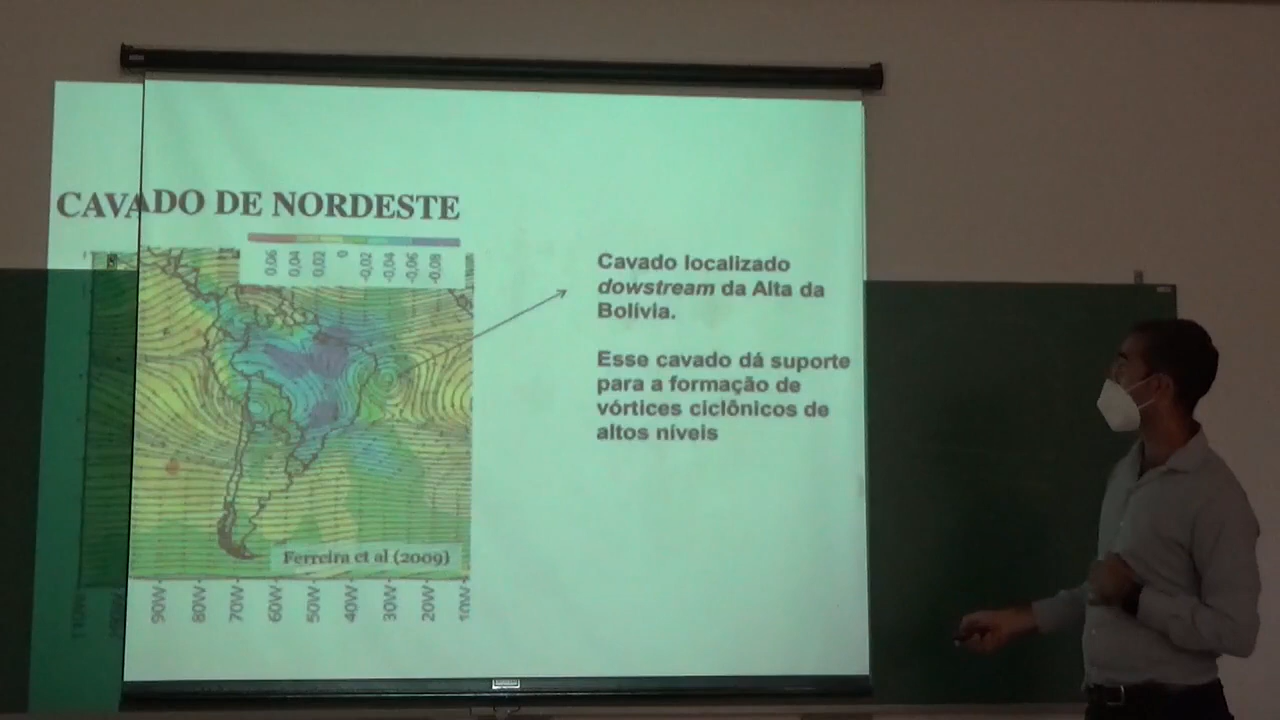 CAVADO DE NORDESTE
0.06 0.04 0.02 0 -0.02 -0.04 -0.06 -0.08
Cavado localizado
dowstream da Alta da
Bolívia.
Esse cavado dá suporte
para a formação de
vórtices ciclônicos de
altos níveis
Ferreira et al (2009)
90W 80W 70W 60W 50W 40W 30W 20W 10W